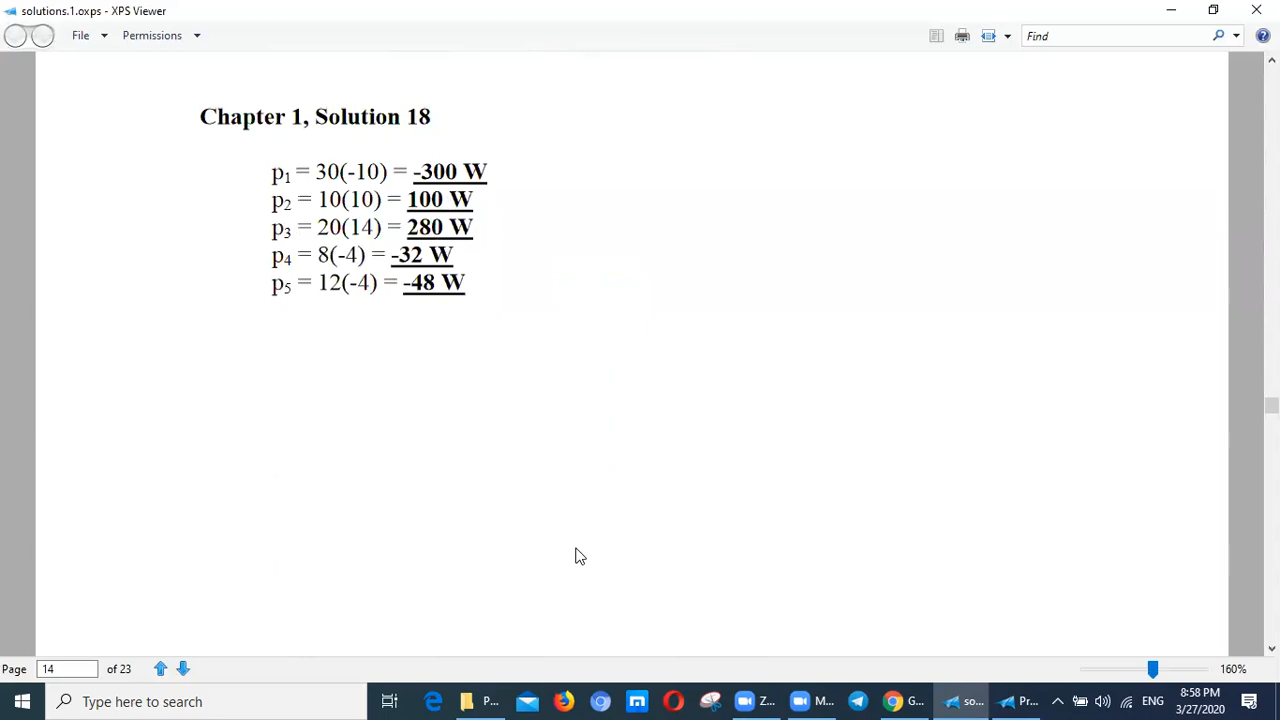 solutions.1.oxps - XPS Viewer
File Permissions Find
Chapter 1, Solution 18
p₁ = 30(-10) = -300 W
p₂ = 10(10) = 100 W
p₃ = 20(14) = 280 W
p₄ = 8(-4) = -32 W
p₅ = 12(-4) = -48 W
Page 14 of 23 160%
Type here to search P... Z... M... G... so... Pr... ENG 8:58 PM
3/27/2020